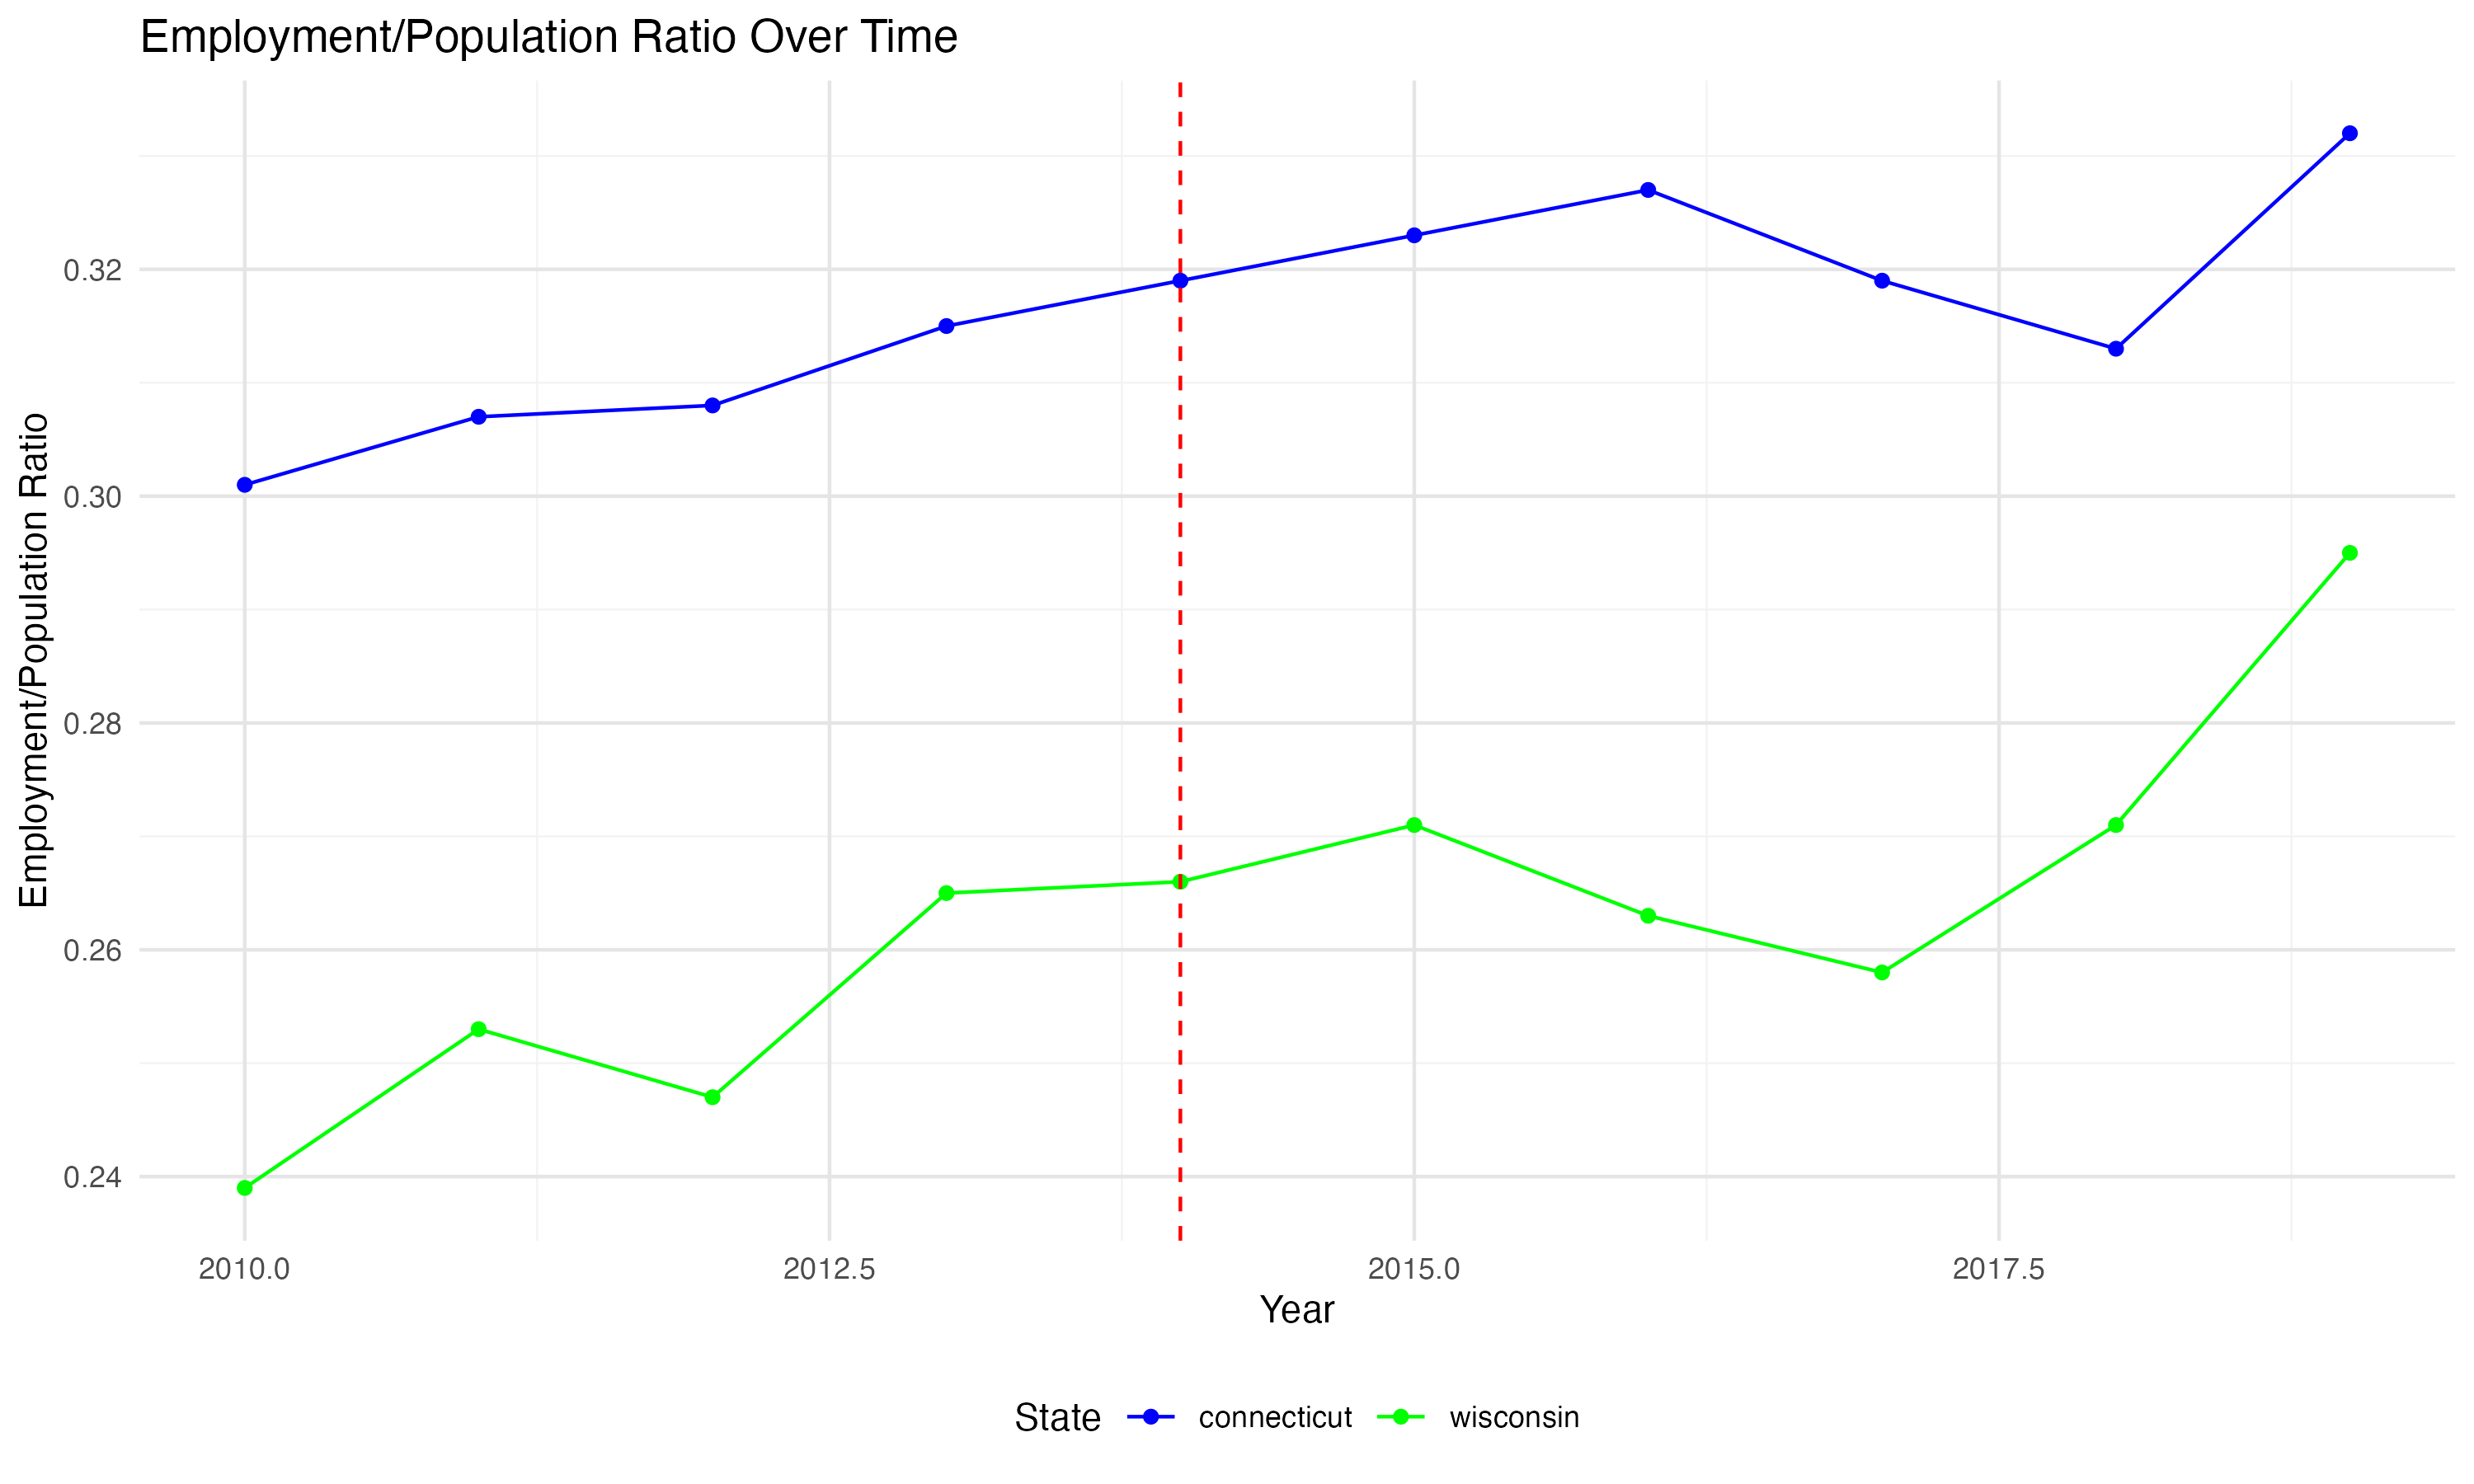 Employment/Population Ratio Over Time
Employment/Population Ratio
0.32
0.30
0.28
0.26
0.24
2010.0 2012.5 2015.0 2017.5
Year
State connecticut wisconsin